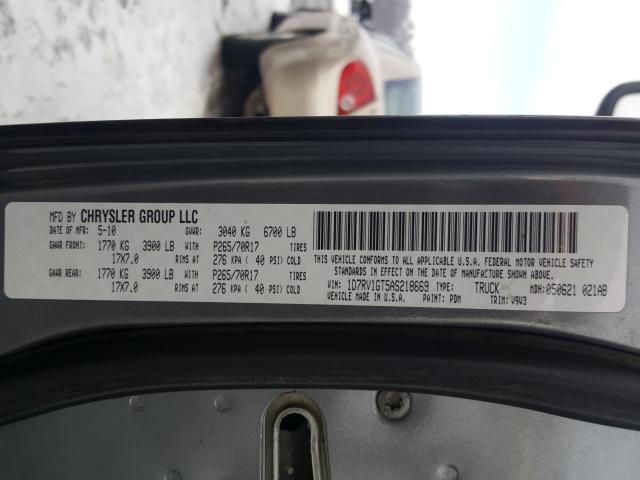 MFD BY CHRYSLER GROUP LLC
DATE OF MFR: 5-10 GVWR: 3040 KG 6700 LB
GAWR FRONT: 1770 KG 3900 LB WITH P265/70R17 TIRES
17X7.0 RIMS AT 276 KPA ( 40 PSI) COLD
GAWR REAR: 1770 KG 3900 LB WITH P265/70R17 TIRES
17X7.0 RIMS AT 276 KPA ( 40 PSI) COLD
THIS VEHICLE CONFORMS TO ALL APPLICABLE U.S.A. FEDERAL MOTOR VEHICLE SAFETY
STANDARDS IN EFFECT ON THE DATE OF MANUFACTURE SHOWN ABOVE.
VIN: 1D7RV1GT5AS218669 TYPE: TRUCK MDH: 050621 021AB
VEHICLE MADE IN U.S.A. PAINT: PDM TRIM: V9V3